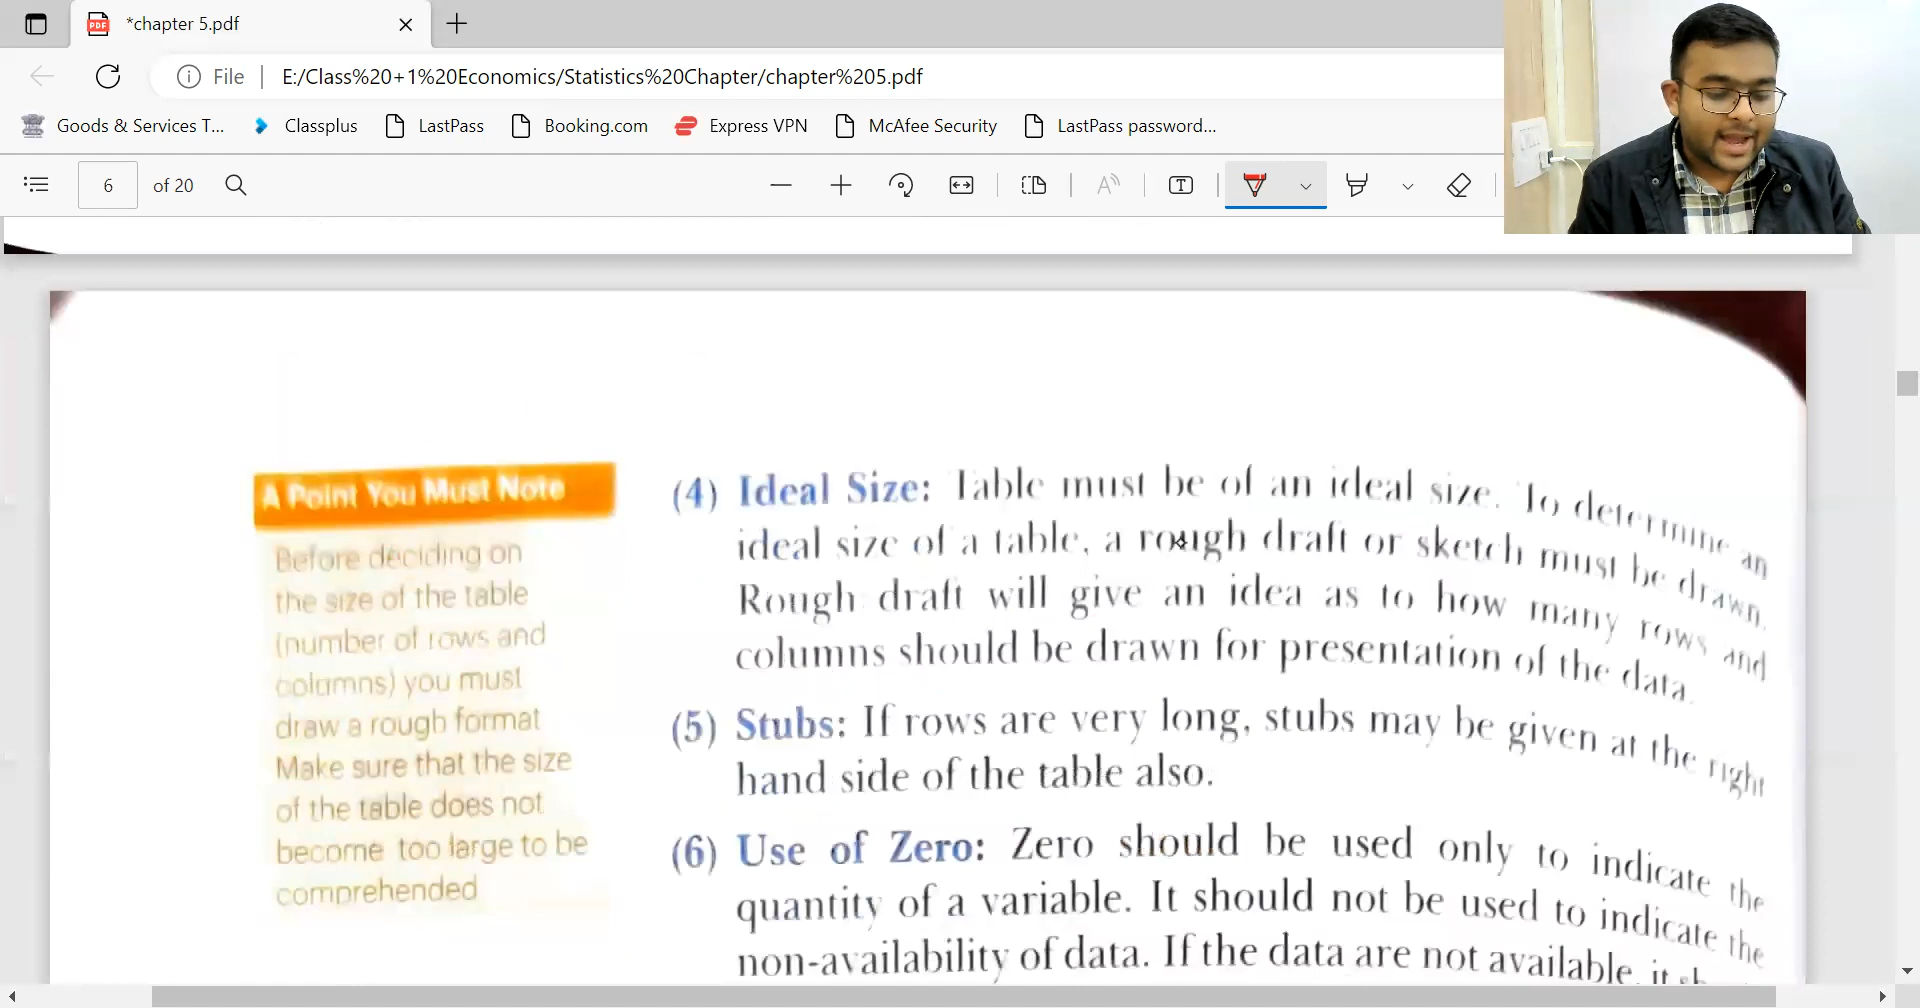 *chapter 5.pdf
File
E:/Class%20+1%20Economics/Statistics%20Chapter/chapter%205.pdf
Goods & Services T...
Classplus
LastPass
Booking.com
Express VPN
McAfee Security
LastPass password...
6
of 20
A Point You Must Note
Before deciding on
the size of the table
(number of rows and
columns) you must
draw a rough format
Make sure that the size
of the table does not
become too large to be
comprehended
(4) Ideal Size: Table must be of an ideal size. To determine an
ideal size of a table, a rough draft or sketch must be drawn.
Rough draft will give an idea as to how many rows and
columns should be drawn for presentation of the data.
(5) Stubs: If rows are very long, stubs may be given at the right
hand side of the table also.
(6) Use of Zero: Zero should be used only to indicate the
quantity of a variable. It should not be used to indicate the
non-availability of data. If the data are not available, it